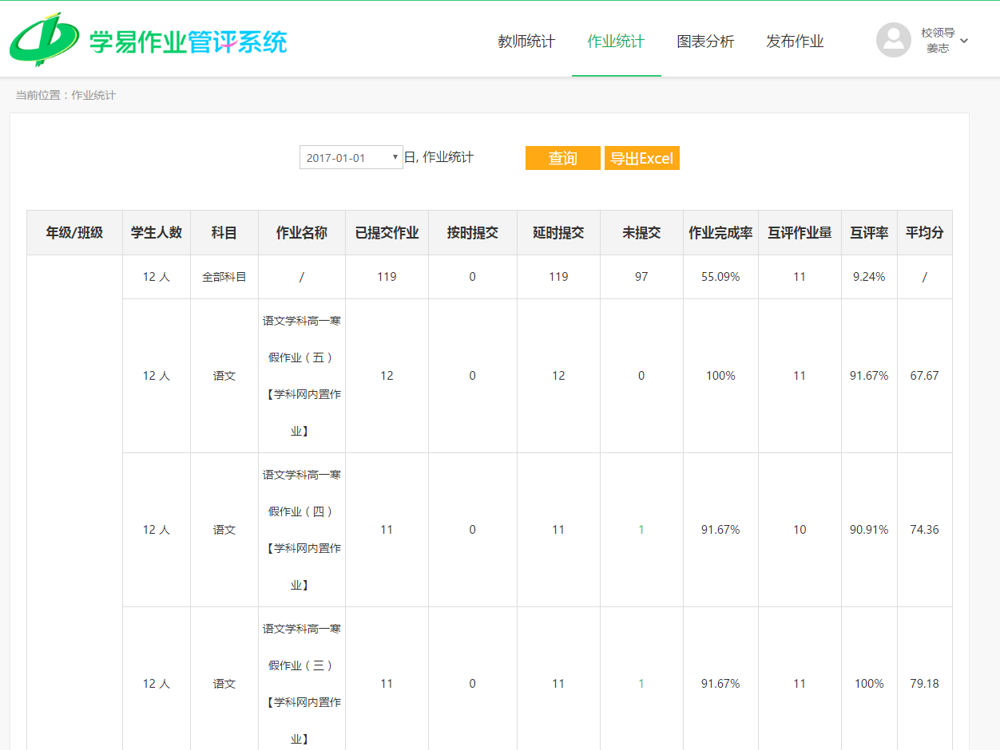 学易作业管评系统
教师统计 作业统计 图表分析 发布作业
校领导
姜志
当前位置：作业统计
2017-01-01 日, 作业统计 查询 导出Excel
年级/班级 学生人数 科目 作业名称 已提交作业 按时提交 延时提交 未提交 作业完成率 互评作业量 互评率 平均分
12 人 全部科目 / 119 0 119 97 55.09% 11 9.24% /
语文学科高一寒
假作业（五）
12 人 语文 12 0 12 0 100% 11 91.67% 67.67
【学科网内置作
业】
语文学科高一寒
假作业（四）
12 人 语文 11 0 11 1 91.67% 10 90.91% 74.36
【学科网内置作
业】
语文学科高一寒
假作业（三）
12 人 语文 11 0 11 1 91.67% 11 100% 79.18
【学科网内置作
业】